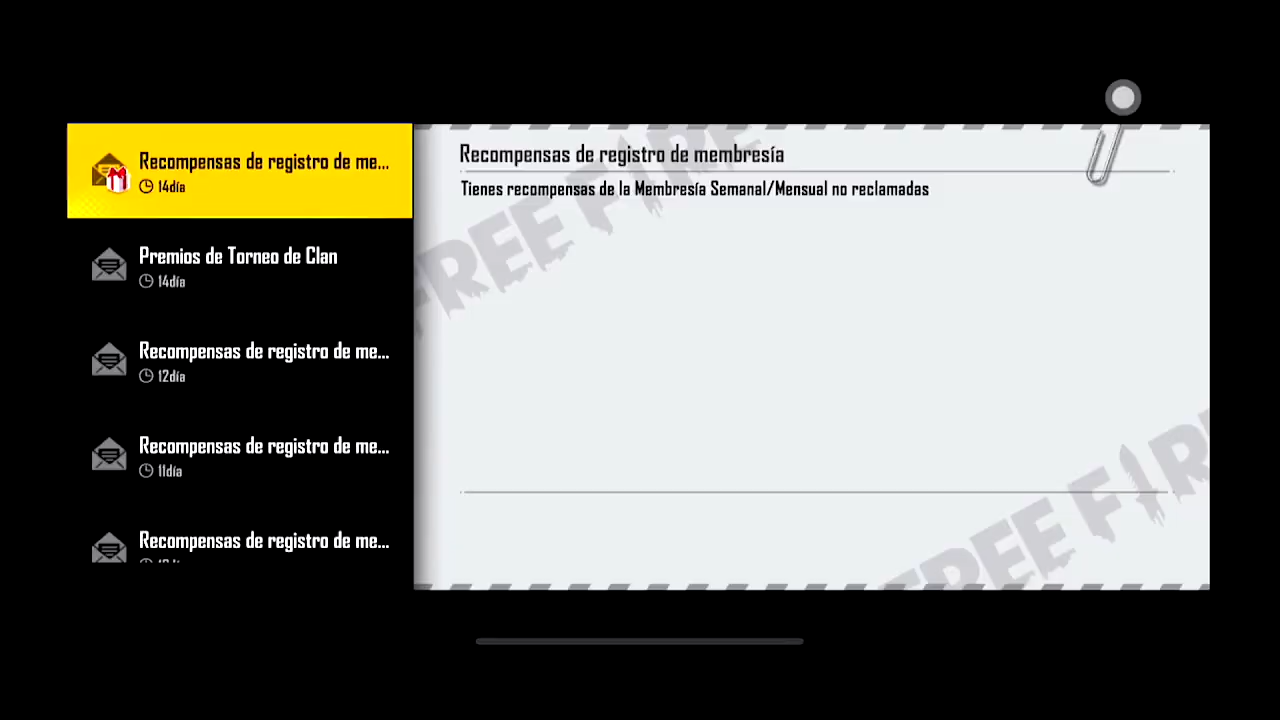 Recompensas de registro de me...
14día
Premios de Torneo de Clan
14día
Recompensas de registro de me...
12día
Recompensas de registro de me...
11día
Recompensas de registro de me...
Recompensas de registro de membresía
Tienes recompensas de la Membresía Semanal/Mensual no reclamadas
FREE FIRE
FREE FIRE